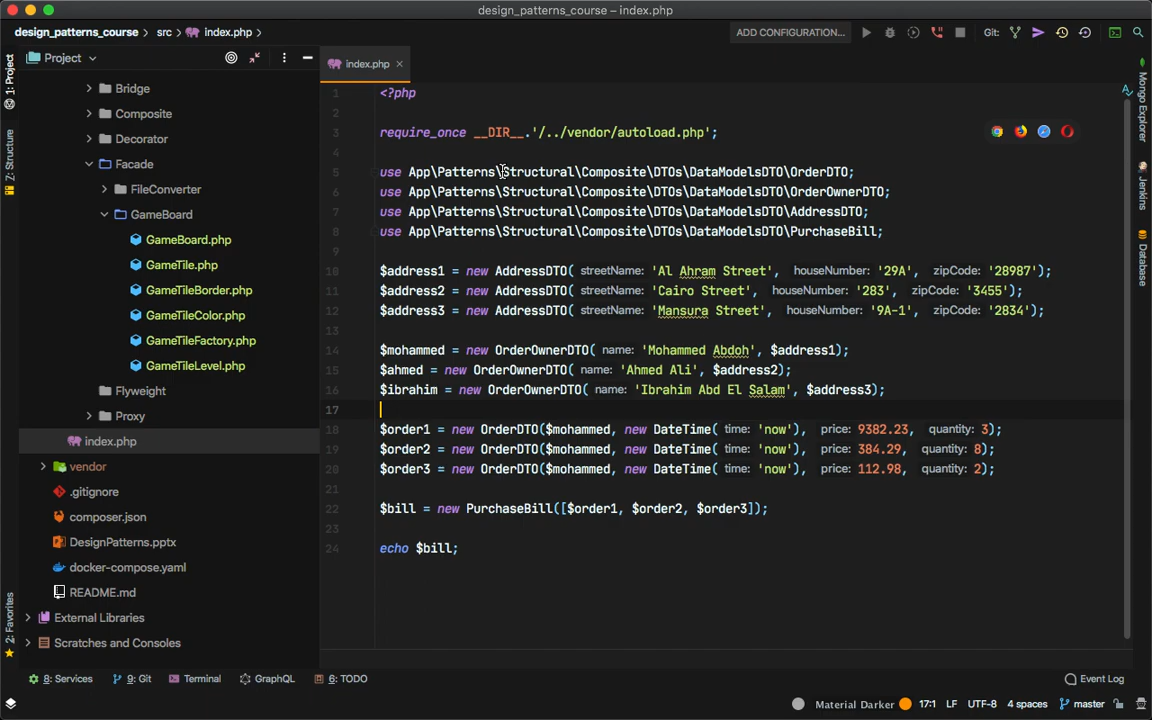 design_patterns_course – index.php
design_patterns_course src index.php
ADD CONFIGURATION... Git:
1: Project
Z: Structure
2: Favorites
Project
Bridge
Composite
Decorator
Facade
FileConverter
GameBoard
GameBoard.php
GameTile.php
GameTileBorder.php
GameTileColor.php
GameTileFactory.php
GameTileLevel.php
Flyweight
Proxy
index.php
vendor
.gitignore
composer.json
DesignPatterns.pptx
docker-compose.yaml
README.md
External Libraries
Scratches and Consoles
index.php
1 <?php
2
3 require_once __DIR__.'/../vendor/autoload.php';
4
5 use App\Patterns\Structural\Composite\DTOs\DataModelsDTO\OrderDTO;
6 use App\Patterns\Structural\Composite\DTOs\DataModelsDTO\OrderOwnerDTO;
7 use App\Patterns\Structural\Composite\DTOs\DataModelsDTO\AddressDTO;
8 use App\Patterns\Structural\Composite\DTOs\DataModelsDTO\PurchaseBill;
9
10 $address1 = new AddressDTO( streetName: 'Al Ahram Street', houseNumber: '29A', zipCode: '28987');
11 $address2 = new AddressDTO( streetName: 'Cairo Street', houseNumber: '283', zipCode: '3455');
12 $address3 = new AddressDTO( streetName: 'Mansura Street', houseNumber: '9A-1', zipCode: '2834');
13
14 $mohammed = new OrderOwnerDTO( name: 'Mohammed Abdoh', $address1);
15 $ahmed = new OrderOwnerDTO( name: 'Ahmed Ali', $address2);
16 $ibrahim = new OrderOwnerDTO( name: 'Ibrahim Abd El Salam', $address3);
17
18 $order1 = new OrderDTO($mohammed, new DateTime( time: 'now'), price: 9382.23, quantity: 3);
19 $order2 = new OrderDTO($mohammed, new DateTime( time: 'now'), price: 384.29, quantity: 8);
20 $order3 = new OrderDTO($mohammed, new DateTime( time: 'now'), price: 112.98, quantity: 2);
21
22 $bill = new PurchaseBill([$order1, $order2, $order3]);
23
24 echo $bill;
Mongo Explorer
Jenkins
Database
8: Services 9: Git Terminal GraphQL 6: TODO Event Log
Material Darker 17:1 LF UTF-8 4 spaces master